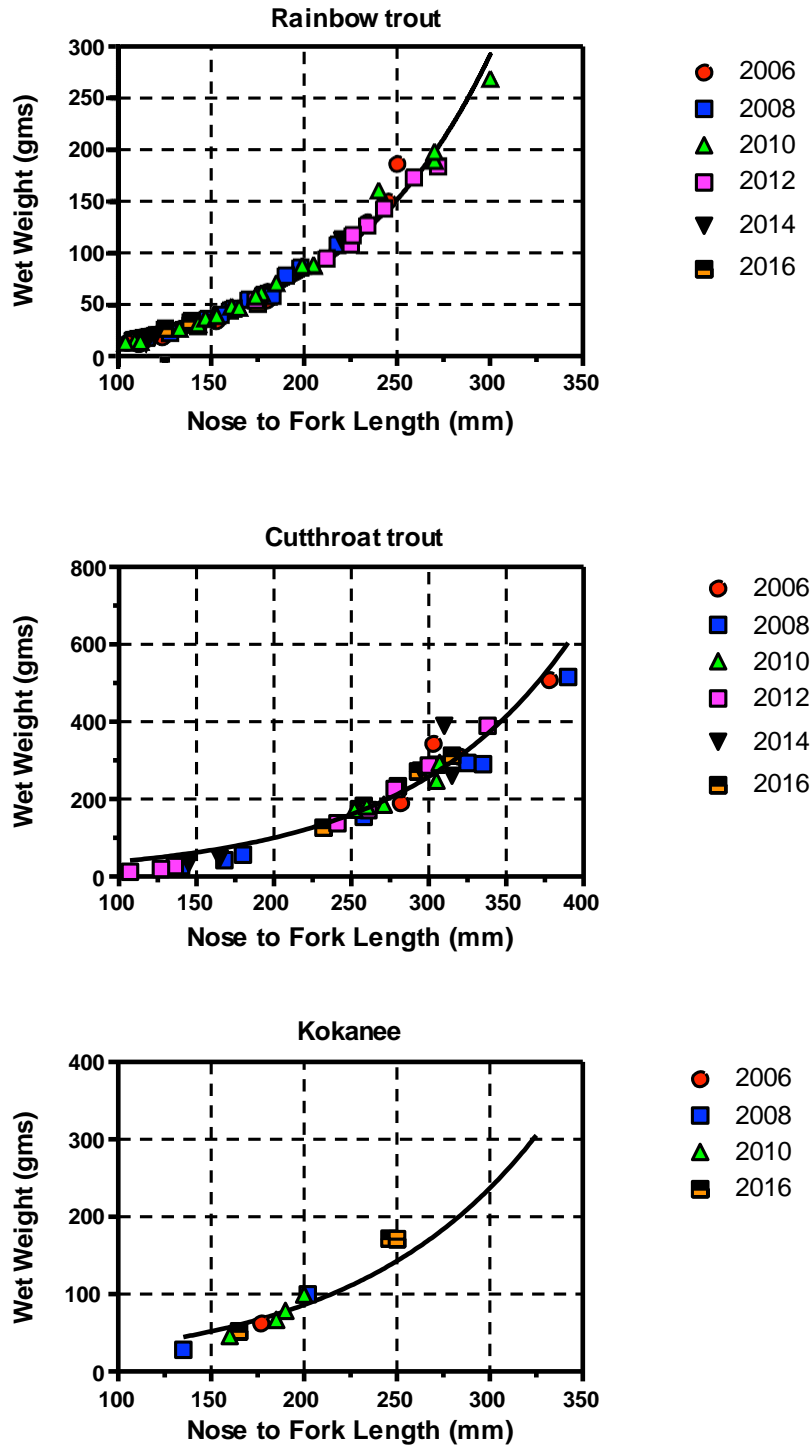 Rainbow trout
Wet Weight (gms)
300
250
200
150
100
50
0
100 150 200 250 300 350
Nose to Fork Length (mm)
2006
2008
2010
2012
2014
2016
Cutthroat trout
Wet Weight (gms)
800
600
400
200
0
100 150 200 250 300 350 400
Nose to Fork Length (mm)
2006
2008
2010
2012
2014
2016
Kokanee
Wet Weight (gms)
400
300
200
100
0
100 150 200 250 300 350
Nose to Fork Length (mm)
2006
2008
2010
2016